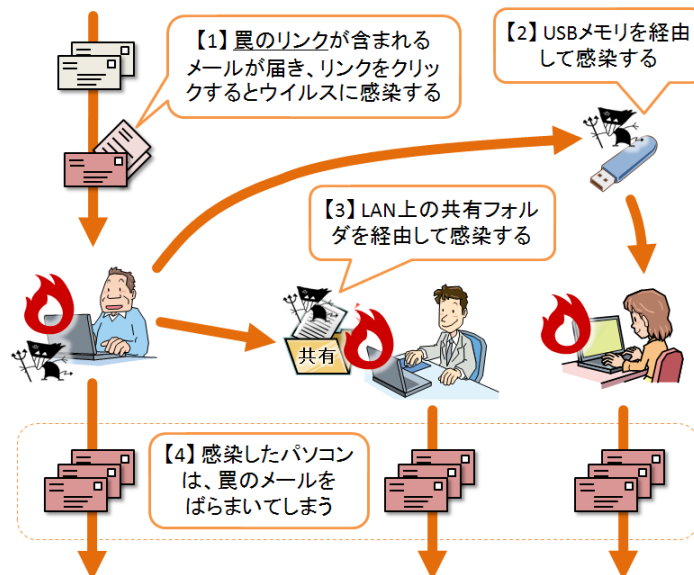 【1】罠のリンクが含まれる
メールが届き、リンクをクリッ
クするとウイルスに感染する
【2】USBメモリを経由
して感染する
【3】LAN上の共有フォル
ダを経由して感染する
共有
【4】感染したパソコン
は、罠のメールを
ばらまいてしまう